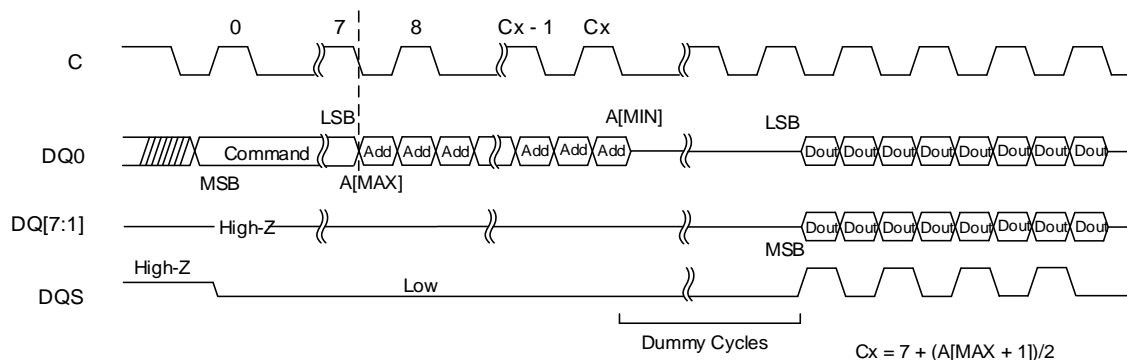 0 7 8 Cx - 1 Cx
C
LSB A[MIN] LSB
DQ0 Command Add Add Add Add Add Add Dout Dout Dout Dout Dout Dout Dout Dout
MSB A[MAX]
DQ[7:1] High-Z Dout Dout Dout Dout Dout Dout Dout Dout
MSB
High-Z
DQS Low
Dummy Cycles
Cx = 7 + (A[MAX + 1])/2